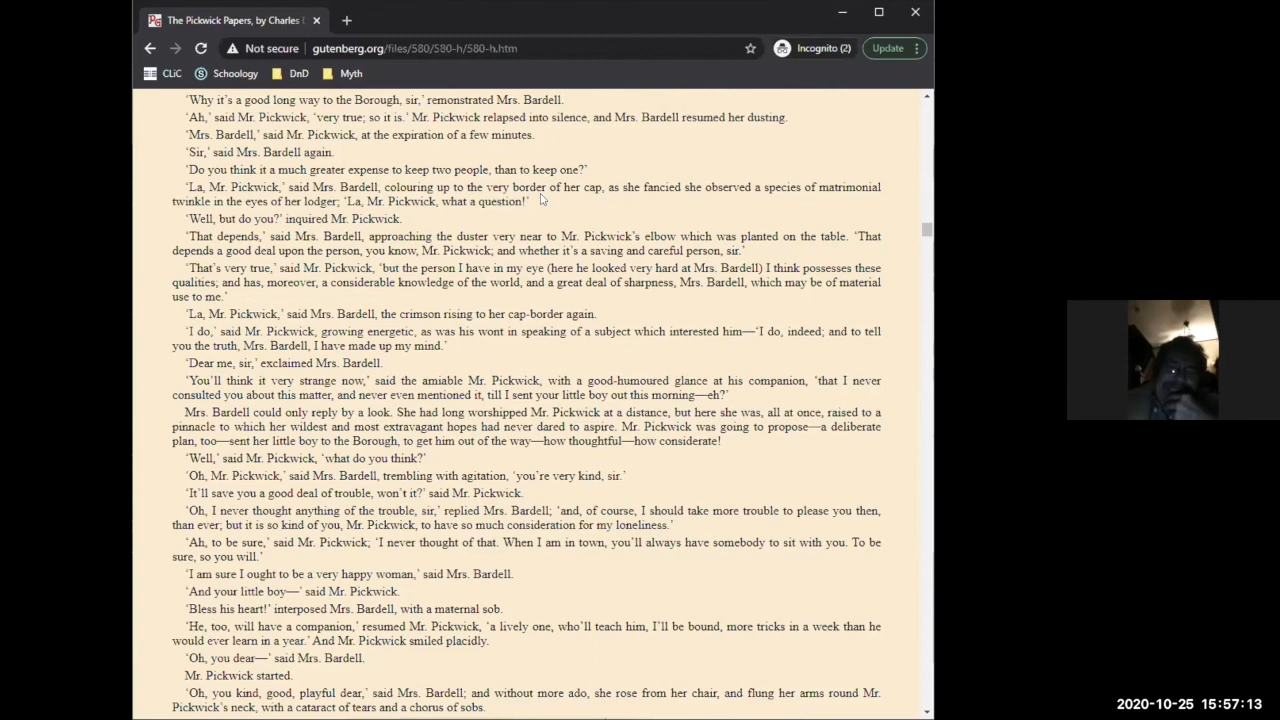 The Pickwick Papers, by Charles
Not secure gutenberg.org/files/580/580-h/580-h.htm Incognito (2) Update
CLiC Schoology DnD Myth
‘Why it’s a good long way to the Borough, sir,’ remonstrated Mrs. Bardell.
‘Ah,’ said Mr. Pickwick, ‘very true; so it is.’ Mr. Pickwick relapsed into silence, and Mrs. Bardell resumed her dusting.
‘Mrs. Bardell,’ said Mr. Pickwick, at the expiration of a few minutes.
‘Sir,’ said Mrs. Bardell again.
‘Do you think it a much greater expense to keep two people, than to keep one?’
‘La, Mr. Pickwick,’ said Mrs. Bardell, colouring up to the very border of her cap, as she fancied she observed a species of matrimonial
twinkle in the eyes of her lodger; ‘La, Mr. Pickwick, what a question!’
‘Well, but do you?’ inquired Mr. Pickwick.
‘That depends,’ said Mrs. Bardell, approaching the duster very near to Mr. Pickwick’s elbow which was planted on the table. ‘That
depends a good deal upon the person, you know, Mr. Pickwick; and whether it’s a saving and careful person, sir.’
‘That’s very true,’ said Mr. Pickwick, ‘but the person I have in my eye (here he looked very hard at Mrs. Bardell) I think possesses these
qualities; and has, moreover, a considerable knowledge of the world, and a great deal of sharpness, Mrs. Bardell, which may be of material
use to me.’
‘La, Mr. Pickwick,’ said Mrs. Bardell, the crimson rising to her cap-border again.
‘I do,’ said Mr. Pickwick, growing energetic, as was his wont in speaking of a subject which interested him—‘I do, indeed; and to tell
you the truth, Mrs. Bardell, I have made up my mind.’
‘Dear me, sir,’ exclaimed Mrs. Bardell.
‘You’ll think it very strange now,’ said the amiable Mr. Pickwick, with a good-humoured glance at his companion, ‘that I never
consulted you about this matter, and never even mentioned it, till I sent your little boy out this morning—eh?’
Mrs. Bardell could only reply by a look. She had long worshipped Mr. Pickwick at a distance, but here she was, all at once, raised to a
pinnacle to which her wildest and most extravagant hopes had never dared to aspire. Mr. Pickwick was going to propose—a deliberate
plan, too—sent her little boy to the Borough, to get him out of the way—how thoughtful—how considerate!
‘Well,’ said Mr. Pickwick, ‘what do you think?’
‘Oh, Mr. Pickwick,’ said Mrs. Bardell, trembling with agitation, ‘you’re very kind, sir.’
‘It’ll save you a good deal of trouble, won’t it?’ said Mr. Pickwick.
‘Oh, I never thought anything of the trouble, sir,’ replied Mrs. Bardell; ‘and, of course, I should take more trouble to please you then,
than ever; but it is so kind of you, Mr. Pickwick, to have so much consideration for my loneliness.’
‘Ah, to be sure,’ said Mr. Pickwick; ‘I never thought of that. When I am in town, you’ll always have somebody to sit with you. To be
sure, so you will.’
‘I am sure I ought to be a very happy woman,’ said Mrs. Bardell.
‘And your little boy—’ said Mr. Pickwick.
‘Bless his heart!’ interposed Mrs. Bardell, with a maternal sob.
‘He, too, will have a companion,’ resumed Mr. Pickwick, ‘a lively one, who’ll teach him, I’ll be bound, more tricks in a week than he
would ever learn in a year.’ And Mr. Pickwick smiled placidly.
‘Oh, you dear—’ said Mrs. Bardell.
Mr. Pickwick started.
‘Oh, you kind, good, playful dear,’ said Mrs. Bardell; and without more ado, she rose from her chair, and flung her arms round Mr.
Pickwick’s neck, with a cataract of tears and a chorus of sobs.
2020-10-25 15:57:13